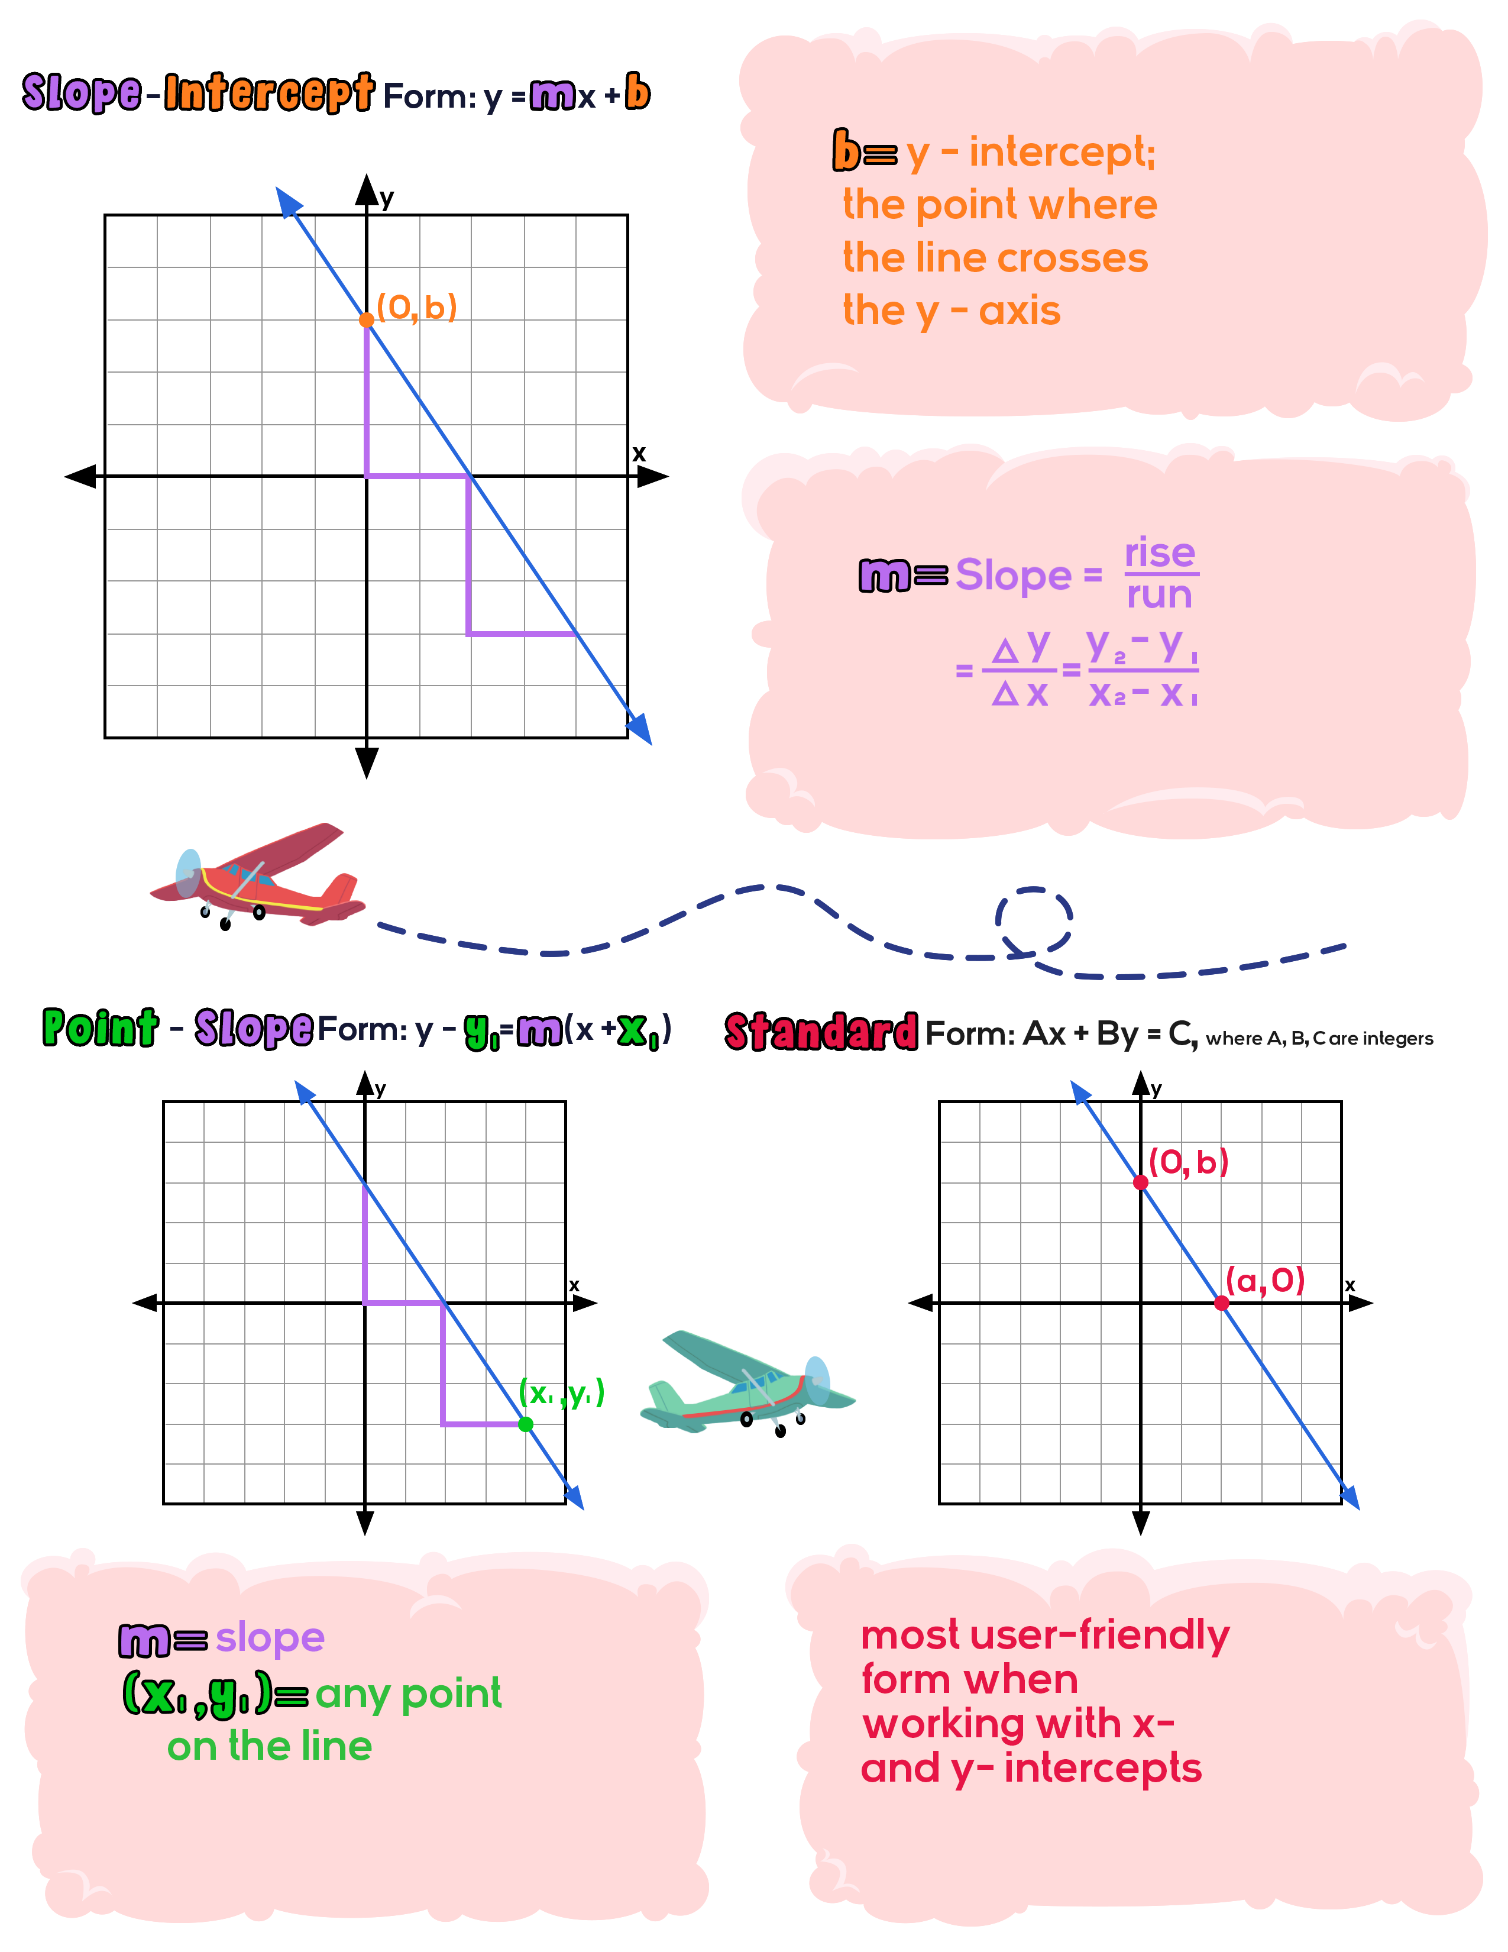 Slope-Intercept Form: y = mx + b
y
(0, b)
x
b = y - intercept;
the point where
the line crosses
the y - axis
m = Slope = rise/run
= △y/△x = y₂ - y₁/x₂ - x₁
Point - Slope Form: y - y₁ = m(x + x₁)
y
x
(x₁, y₁)
m = slope
(x₁, y₁) = any point
on the line
Standard Form: Ax + By = C, where A, B, C are integers
y
(0, b)
(a, 0)
x
most user-friendly
form when
working with x-
and y- intercepts